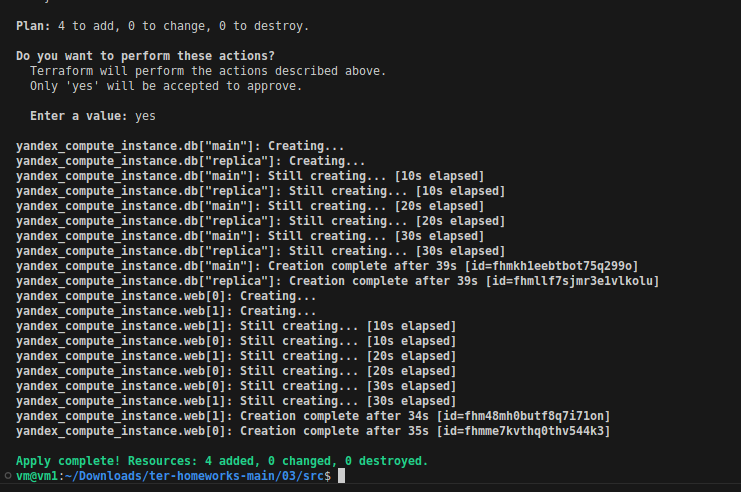 Plan: 4 to add, 0 to change, 0 to destroy.
Do you want to perform these actions?
Terraform will perform the actions described above.
Only 'yes' will be accepted to approve.
Enter a value: yes
yandex_compute_instance.db["main"]: Creating...
yandex_compute_instance.db["replica"]: Creating...
yandex_compute_instance.db["main"]: Still creating... [10s elapsed]
yandex_compute_instance.db["replica"]: Still creating... [10s elapsed]
yandex_compute_instance.db["main"]: Still creating... [20s elapsed]
yandex_compute_instance.db["replica"]: Still creating... [20s elapsed]
yandex_compute_instance.db["main"]: Still creating... [30s elapsed]
yandex_compute_instance.db["replica"]: Still creating... [30s elapsed]
yandex_compute_instance.db["main"]: Creation complete after 39s [id=fhmkh1eebtbot75q299o]
yandex_compute_instance.db["replica"]: Creation complete after 39s [id=fhmllf7sjmr3e1vlkolu]
yandex_compute_instance.web[0]: Creating...
yandex_compute_instance.web[1]: Creating...
yandex_compute_instance.web[1]: Still creating... [10s elapsed]
yandex_compute_instance.web[0]: Still creating... [10s elapsed]
yandex_compute_instance.web[1]: Still creating... [20s elapsed]
yandex_compute_instance.web[0]: Still creating... [20s elapsed]
yandex_compute_instance.web[0]: Still creating... [30s elapsed]
yandex_compute_instance.web[1]: Still creating... [30s elapsed]
yandex_compute_instance.web[1]: Creation complete after 34s [id=fhm48mh0butf8q7i71on]
yandex_compute_instance.web[0]: Creation complete after 35s [id=fhmme7kvthq0thv544k3]
Apply complete! Resources: 4 added, 0 changed, 0 destroyed.
vm@vm1:~/Downloads/ter-homeworks-main/03/src$